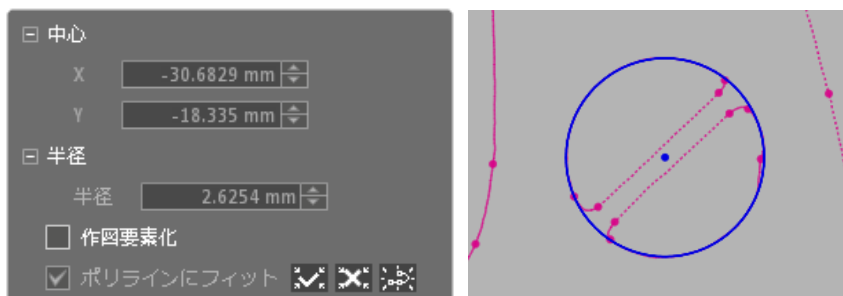 中心
X -30.6829 mm
Y -18.335 mm
半径
半径 2.6254 mm
作図要素化
ポリラインにフィット